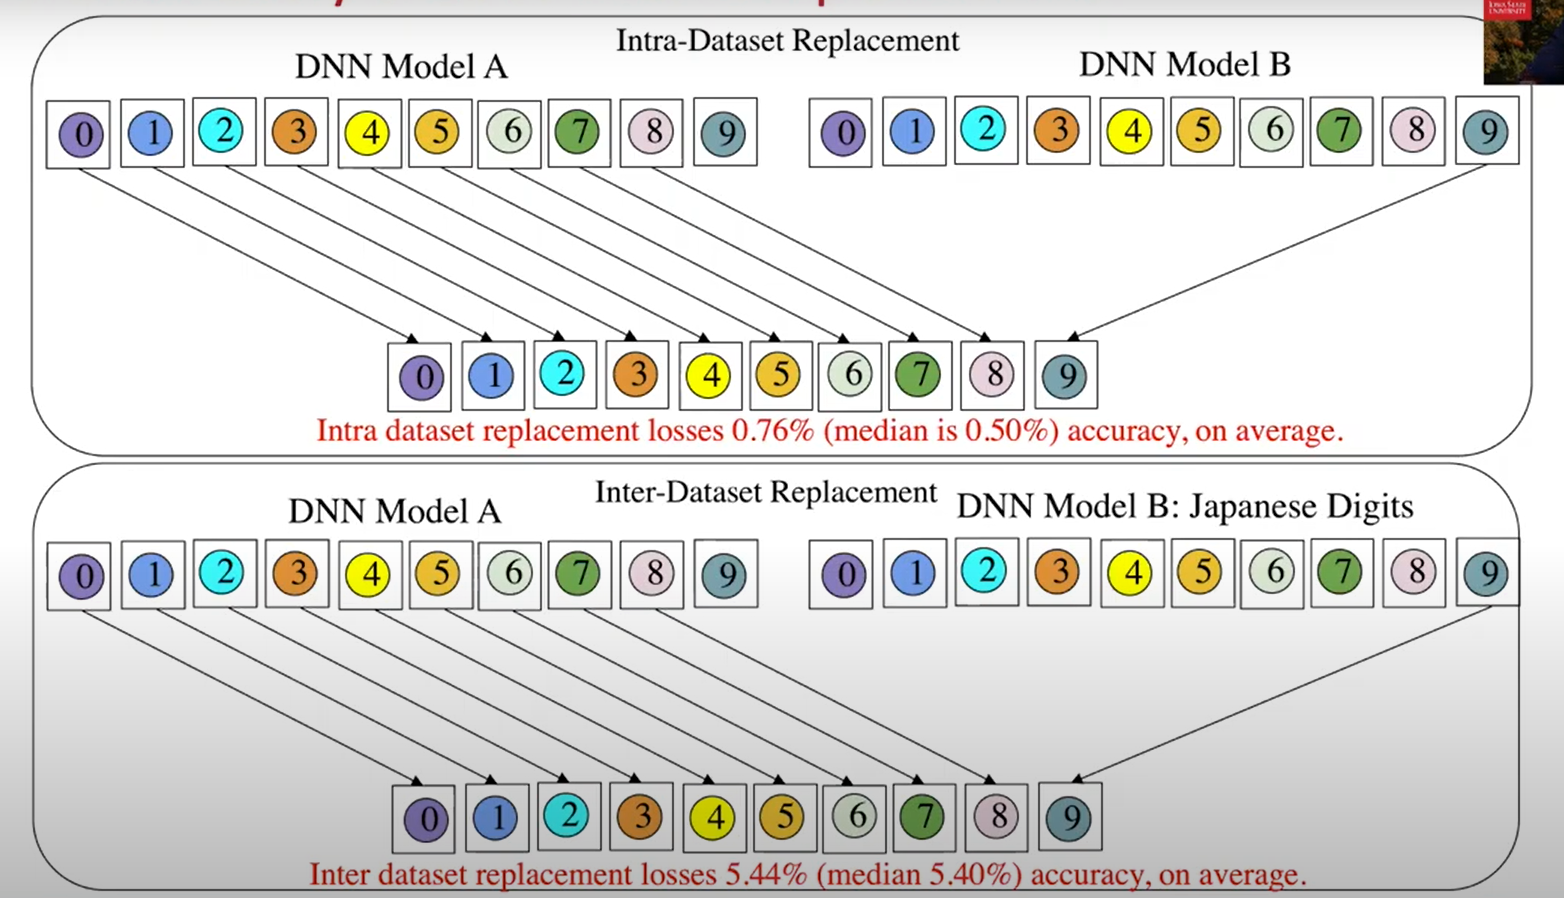 Intra-Dataset Replacement
DNN Model A
DNN Model B
0 1 2 3 4 5 6 7 8 9
0 1 2 3 4 5 6 7 8 9
0 1 2 3 4 5 6 7 8 9
Intra dataset replacement losses 0.76% (median is 0.50%) accuracy, on average.
Inter-Dataset Replacement
DNN Model A
DNN Model B: Japanese Digits
0 1 2 3 4 5 6 7 8 9
0 1 2 3 4 5 6 7 8 9
0 1 2 3 4 5 6 7 8 9
Inter dataset replacement losses 5.44% (median 5.40%) accuracy, on average.
IOWA STATE
UNIVERSITY